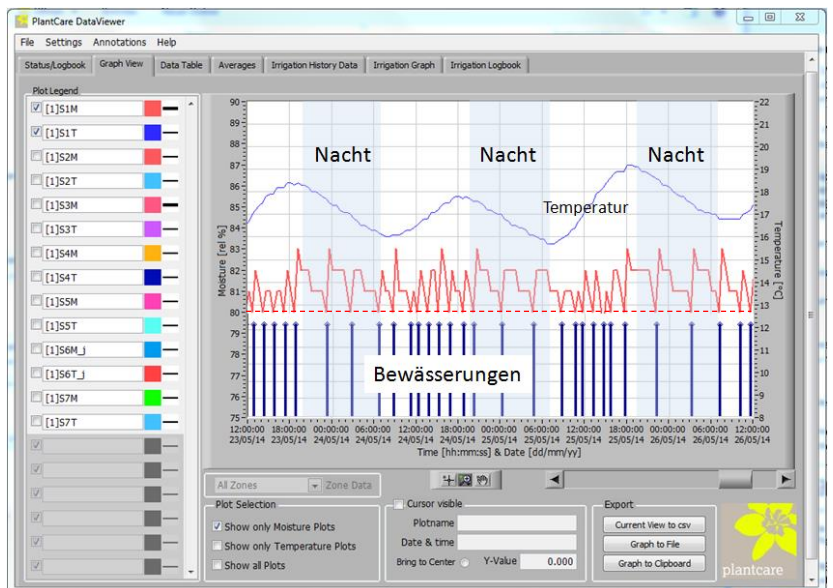 PlantCare DataViewer
File Settings Annotations Help
Status/Logbook Graph View Data Table Averages Irrigation History Data Irrigation Graph Irrigation Logbook
Plot Legend
[1]S1M
[1]S1T
[1]S2M
[1]S2T
[1]S3M
[1]S3T
[1]S4M
[1]S4T
[1]S5M
[1]S5T
[1]S6M_j
[1]S6T_j
[1]S7M
[1]S7T
Moisture [rel %]
90
89
88
87
86
85
84
83
82
81
80
79
78
77
76
75
Nacht Nacht Nacht
Temperatur
Bewässerungen
22
21
20
19
18
17
16
15
14
13
12
11
10
9
8
Temperature [°C]
12:00:00 18:00:00 00:00:00 06:00:00 12:00:00 18:00:00 00:00:00 06:00:00 12:00:00 18:00:00 00:00:00 06:00:00 12:00:00
23/05/14 23/05/14 24/05/14 24/05/14 24/05/14 24/05/14 25/05/14 25/05/14 25/05/14 25/05/14 26/05/14 26/05/14 26/05/14
Time [hh:mm:ss] & Date [dd/mm/yy]
All Zones Zone Data
Plot Selection
Show only Moisture Plots
Show only Temperature Plots
Show all Plots
Cursor visible
Plotname
Date & time
Bring to Center Y-Value 0.000
Export
Current View to csv
Graph to File
Graph to Clipboard
plantcare